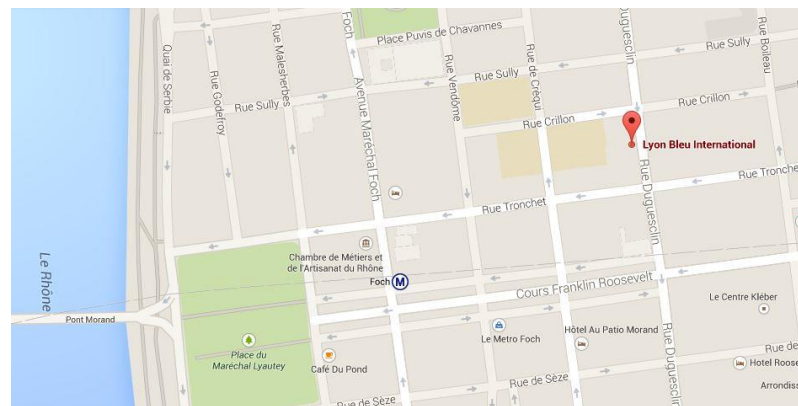 Place Puvis de Chavannes
Foch
Rue Malesherbes
Quai de Serbie
Rue Godefroy
Avenue Maréchal Foch
Rue Vendôme
Rue de Créqui
Duguesclin
Rue Boileau
Rue Sully
Rue Sully
Rue Sully
Rue Crillon
Rue Crillon
Lyon Bleu International
Rue Duguesclin
Rue Tronchet
Rue Tronchet
Le Rhône
Chambre de Métiers et
de l'Artisanat du Rhône
Foch
M
Cours Franklin Roosevelt
Le Centre Kléber
Pont Morand
Le Metro Foch
Hôtel Au Patio Morand
Rue Duguesclin
Place du
Maréchal Lyautey
Café Du Pond
Rue de
Hotel Roose
Rue de Sèze
Rue de Sèze
Arrondiss